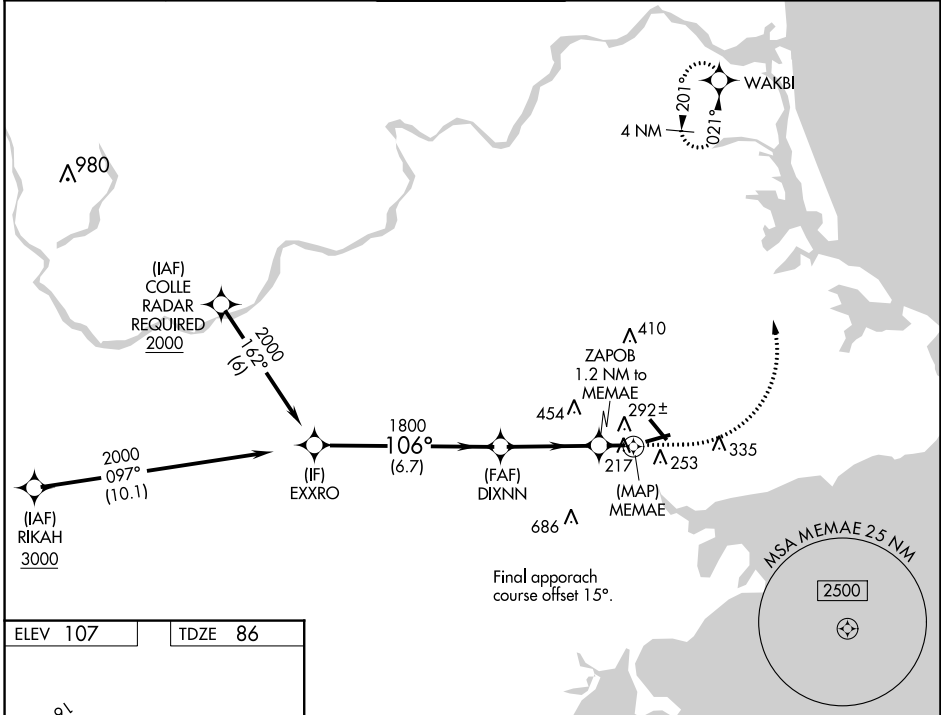 WAKBI
201°
021°
4 NM
980
(IAF)
COLLE
RADAR
REQUIRED
2000
2000
162°
(6)
410
ZAPOB
1.2 NM to
MEMAE
454
292±
1800
106°
(6.7)
217
253
335
2000
097°
(10.1)
(IF)
EXXRO
(FAF)
DIXNN
(MAP)
MEMAE
(IAF)
RIKAH
3000
686
Final apporach
course offset 15°.
MSA MEMAE 25 NM
2500
ELEV 107
TDZE 86
16